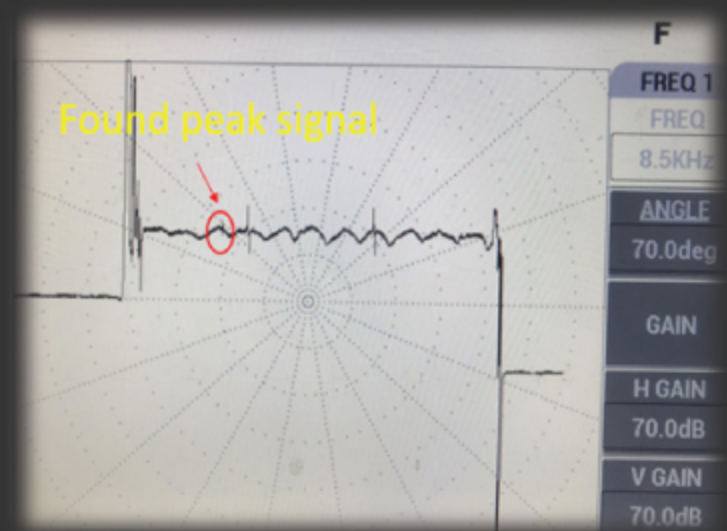 F
Found peak signal
FREQ 1
FREQ
8.5KHz
ANGLE
70.0deg
GAIN
H GAIN
70.0dB
V GAIN
70.0dB